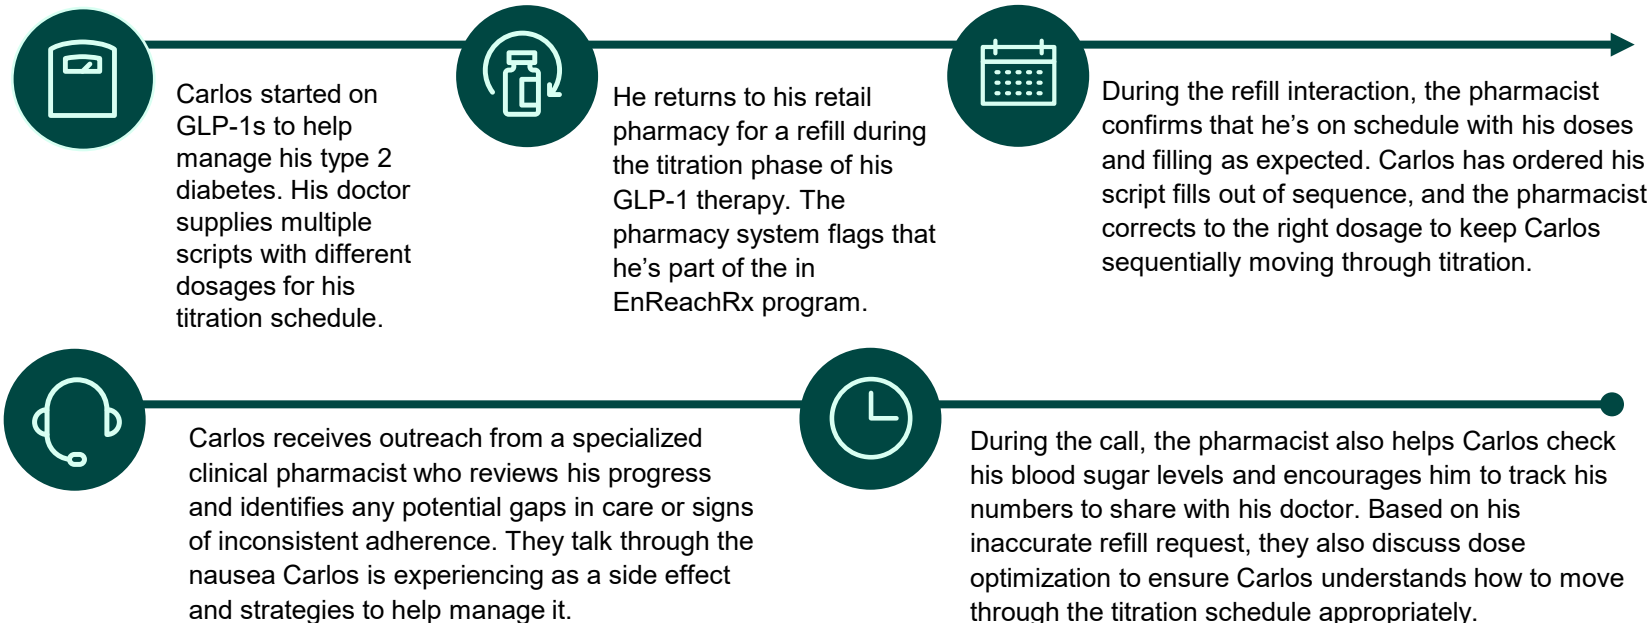 Carlos started on
GLP-1s to help
manage his type 2
diabetes. His doctor
supplies multiple
scripts with different
dosages for his
titration schedule.
He returns to his retail
pharmacy for a refill during
the titration phase of his
GLP-1 therapy. The
pharmacy system flags that
he’s part of the in
EnReachRx program.
During the refill interaction, the pharmacist
confirms that he’s on schedule with his doses
and filling as expected. Carlos has ordered his
script fills out of sequence, and the pharmacist
corrects to the right dosage to keep Carlos
sequentially moving through titration.
Carlos receives outreach from a specialized
clinical pharmacist who reviews his progress
and identifies any potential gaps in care or signs
of inconsistent adherence. They talk through the
nausea Carlos is experiencing as a side effect
and strategies to help manage it.
During the call, the pharmacist also helps Carlos check
his blood sugar levels and encourages him to track his
numbers to share with his doctor. Based on his
inaccurate refill request, they also discuss dose
optimization to ensure Carlos understands how to move
through the titration schedule appropriately.